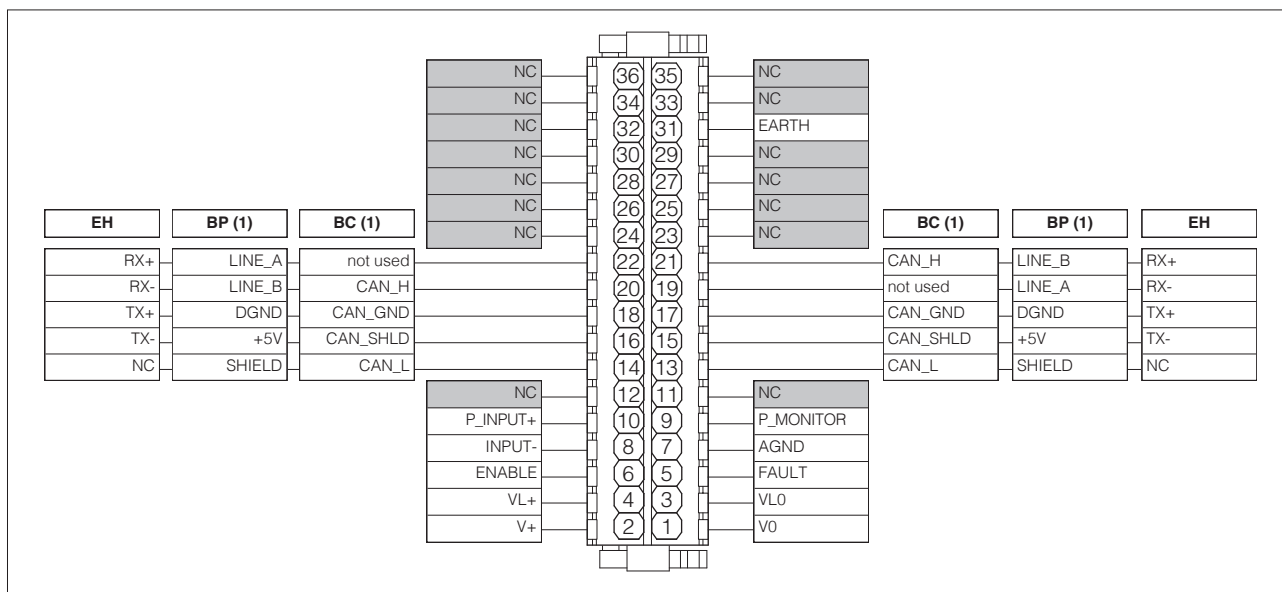 NC 36 35 NC
NC 34 33 NC
NC 32 31 EARTH
NC 30 29 NC
NC 28 27 NC
NC 26 25 NC
EH BP (1) BC (1) NC 24 23 NC BC (1) BP (1) EH
RX+ LINE_A not used 22 21 CAN_H LINE_B RX+
RX- LINE_B CAN_H 20 19 not used LINE_A RX-
TX+ DGND CAN_GND 18 17 CAN_GND DGND TX+
TX- +5V CAN_SHLD 16 15 CAN_SHLD +5V TX-
NC SHIELD CAN_L 14 13 CAN_L SHIELD NC
NC 12 11 NC
P_INPUT+ 10 9 P_MONITOR
INPUT- 8 7 AGND
ENABLE 6 5 FAULT
VL+ 4 3 VL0
V+ 2 1 V0